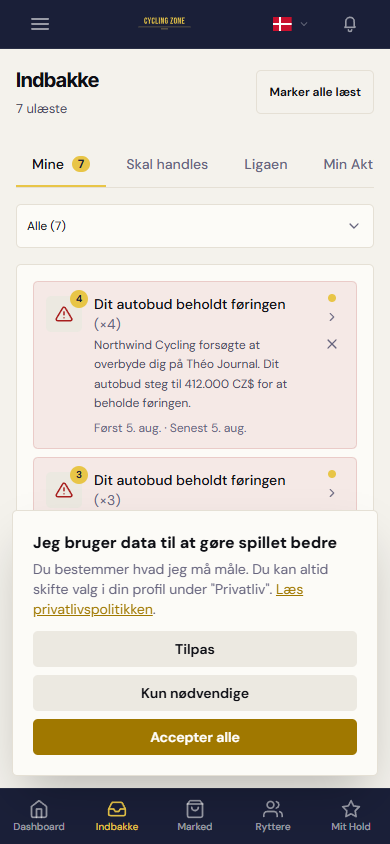 CYCLING ZONE
Indbakke
7 ulæste
Marker alle læst
Mine 7 Skal handles Ligaen Min Akt
Alle (7)
4
Dit autobud beholdt føringen
(×4)
Northwind Cycling forsøgte at
overbyde dig på Théo Journal. Dit
autobud steg til 412.000 CZ$ for at
beholde føringen.
Først 5. aug. · Senest 5. aug.
3
Dit autobud beholdt føringen
(×3)
Jeg bruger data til at gøre spillet bedre
Du bestemmer hvad jeg må måle. Du kan altid
skifte valg i din profil under "Privatliv". Læs
privatlivspolitikken.
Tilpas
Kun nødvendige
Accepter alle
Dashboard Indbakke Marked Ryttere Mit Hold